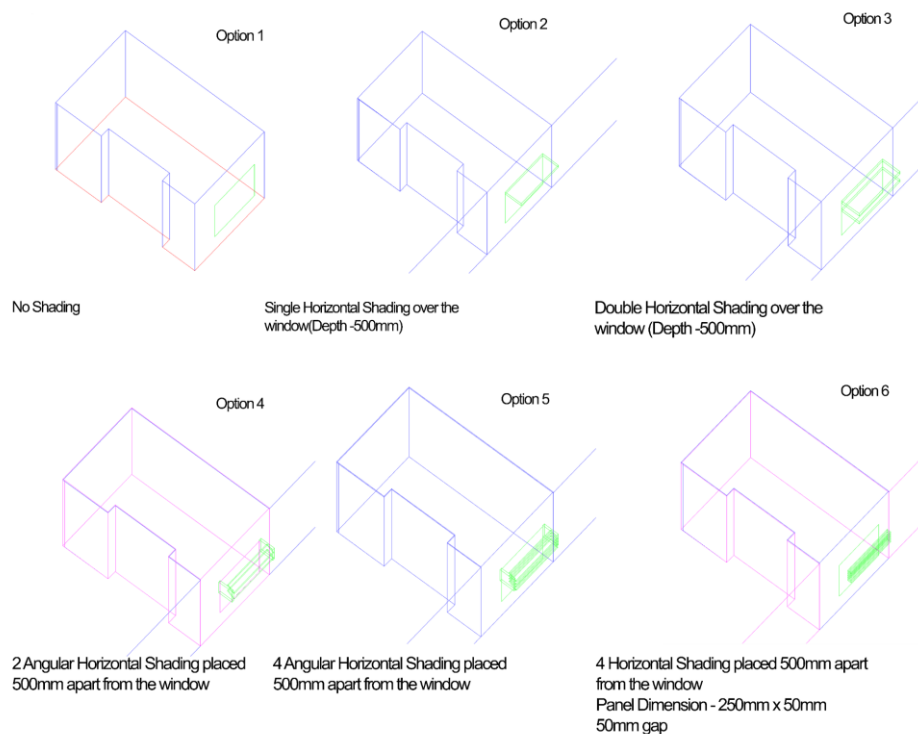 Option 1
Option 2
Option 3
No Shading
Single Horizontal Shading over the
window(Depth -500mm)
Double Horizontal Shading over the
window (Depth -500mm)
Option 4
Option 5
Option 6
2 Angular Horizontal Shading placed
500mm apart from the window
4 Angular Horizontal Shading placed
500mm apart from the window
4 Horizontal Shading placed 500mm apart
from the window
Panel Dimension - 250mm x 50mm
50mm gap